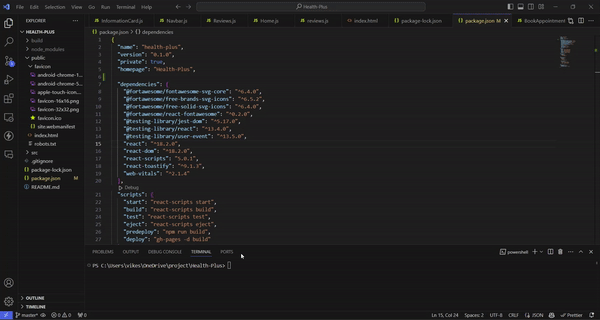 File Edit Selection View Go Run Terminal Help
Health-Plus
EXPLORER
HEALTH-PLUS
build
node_modules
public
favicon
android-chrome-1...
android-chrome-5...
apple-touch-icon...
favicon-16x16.png
favicon-32x32.png
favicon.ico
site.webmanifest
index.html
robots.txt
src
.gitignore
package-lock.json
package.json M
README.md
OUTLINE
TIMELINE
InformationCard.js Navbar.js Reviews.js Home.js reviews.js index.html package-lock.json package.json M BookAppointment
package.json > {} dependencies
1 {
2 "name": "health-plus",
3 "version": "0.1.0",
4 "private": true,
5 "homepage": "Health-Plus",
6
7 "dependencies": {
8 "@fortawesome/fontawesome-svg-core": "^6.4.0",
9 "@fortawesome/free-brands-svg-icons": "^6.5.2",
10 "@fortawesome/free-solid-svg-icons": "^6.4.0",
11 "@fortawesome/react-fontawesome": "^0.2.0",
12 "@testing-library/jest-dom": "^5.17.0",
13 "@testing-library/react": "^13.4.0",
14 "@testing-library/user-event": "^13.5.0",
15 "react": "^18.2.0",
16 "react-dom": "^18.2.0",
17 "react-scripts": "5.0.1",
18 "react-toastify": "^9.1.3",
19 "web-vitals": "^2.1.4"
20 },
Debug
21 "scripts": {
22 "start": "react-scripts start",
23 "build": "react-scripts build",
24 "test": "react-scripts test",
25 "eject": "react-scripts eject",
26 "predeploy": "npm run build",
27 "deploy": "gh-pages -d build"
PROBLEMS OUTPUT DEBUG CONSOLE TERMINAL PORTS
powershell
PS C:\Users\vikes\OneDrive\project\Health-Plus>
master* 0 0 0 Ln 15, Col 24 Spaces: 2 UTF-8 CRLF JSON Go Live Prettier